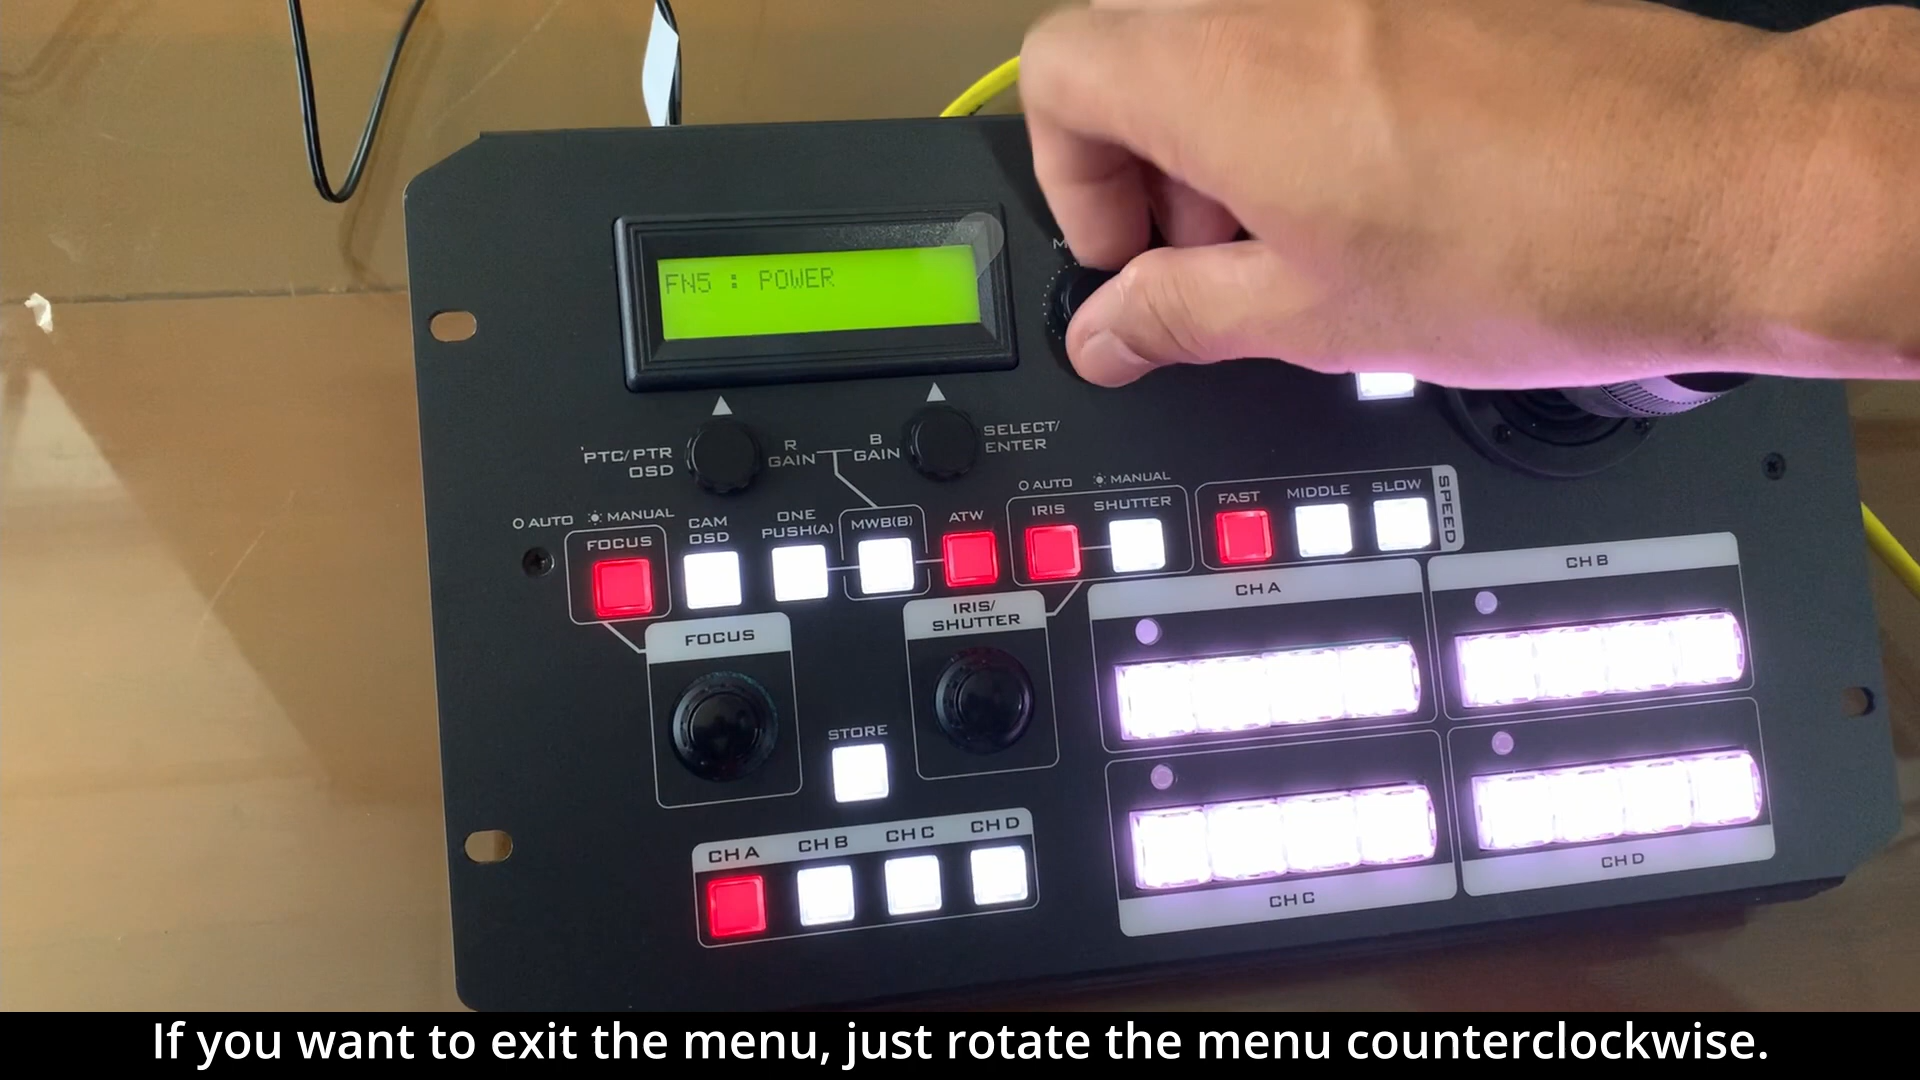 FN5 : POWER
PTC/PTR
OSD
R
GAIN
B
GAIN
SELECT/
ENTER
AUTO
MANUAL
FOCUS
CAM
OSD
ONE
PUSH(A)
MWB(B)
ATW
AUTO
MANUAL
IRIS
SHUTTER
FAST
MIDDLE
SLOW
SPEED
FOCUS
IRIS/
SHUTTER
CH A
CH B
STORE
CH A
CH B
CH C
CH D
CH C
CH D
If you want to exit the menu, just rotate the menu counterclockwise.